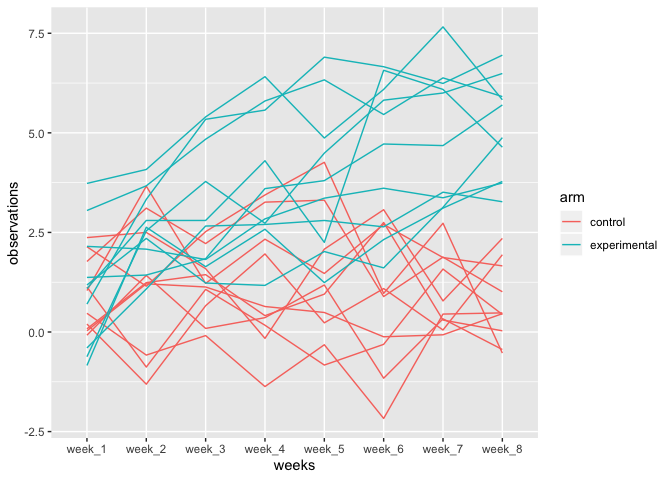 7.5
5.0
2.5
0.0
-2.5
observations
week_1 week_2 week_3 week_4 week_5 week_6 week_7 week_8
weeks
arm
control
experimental